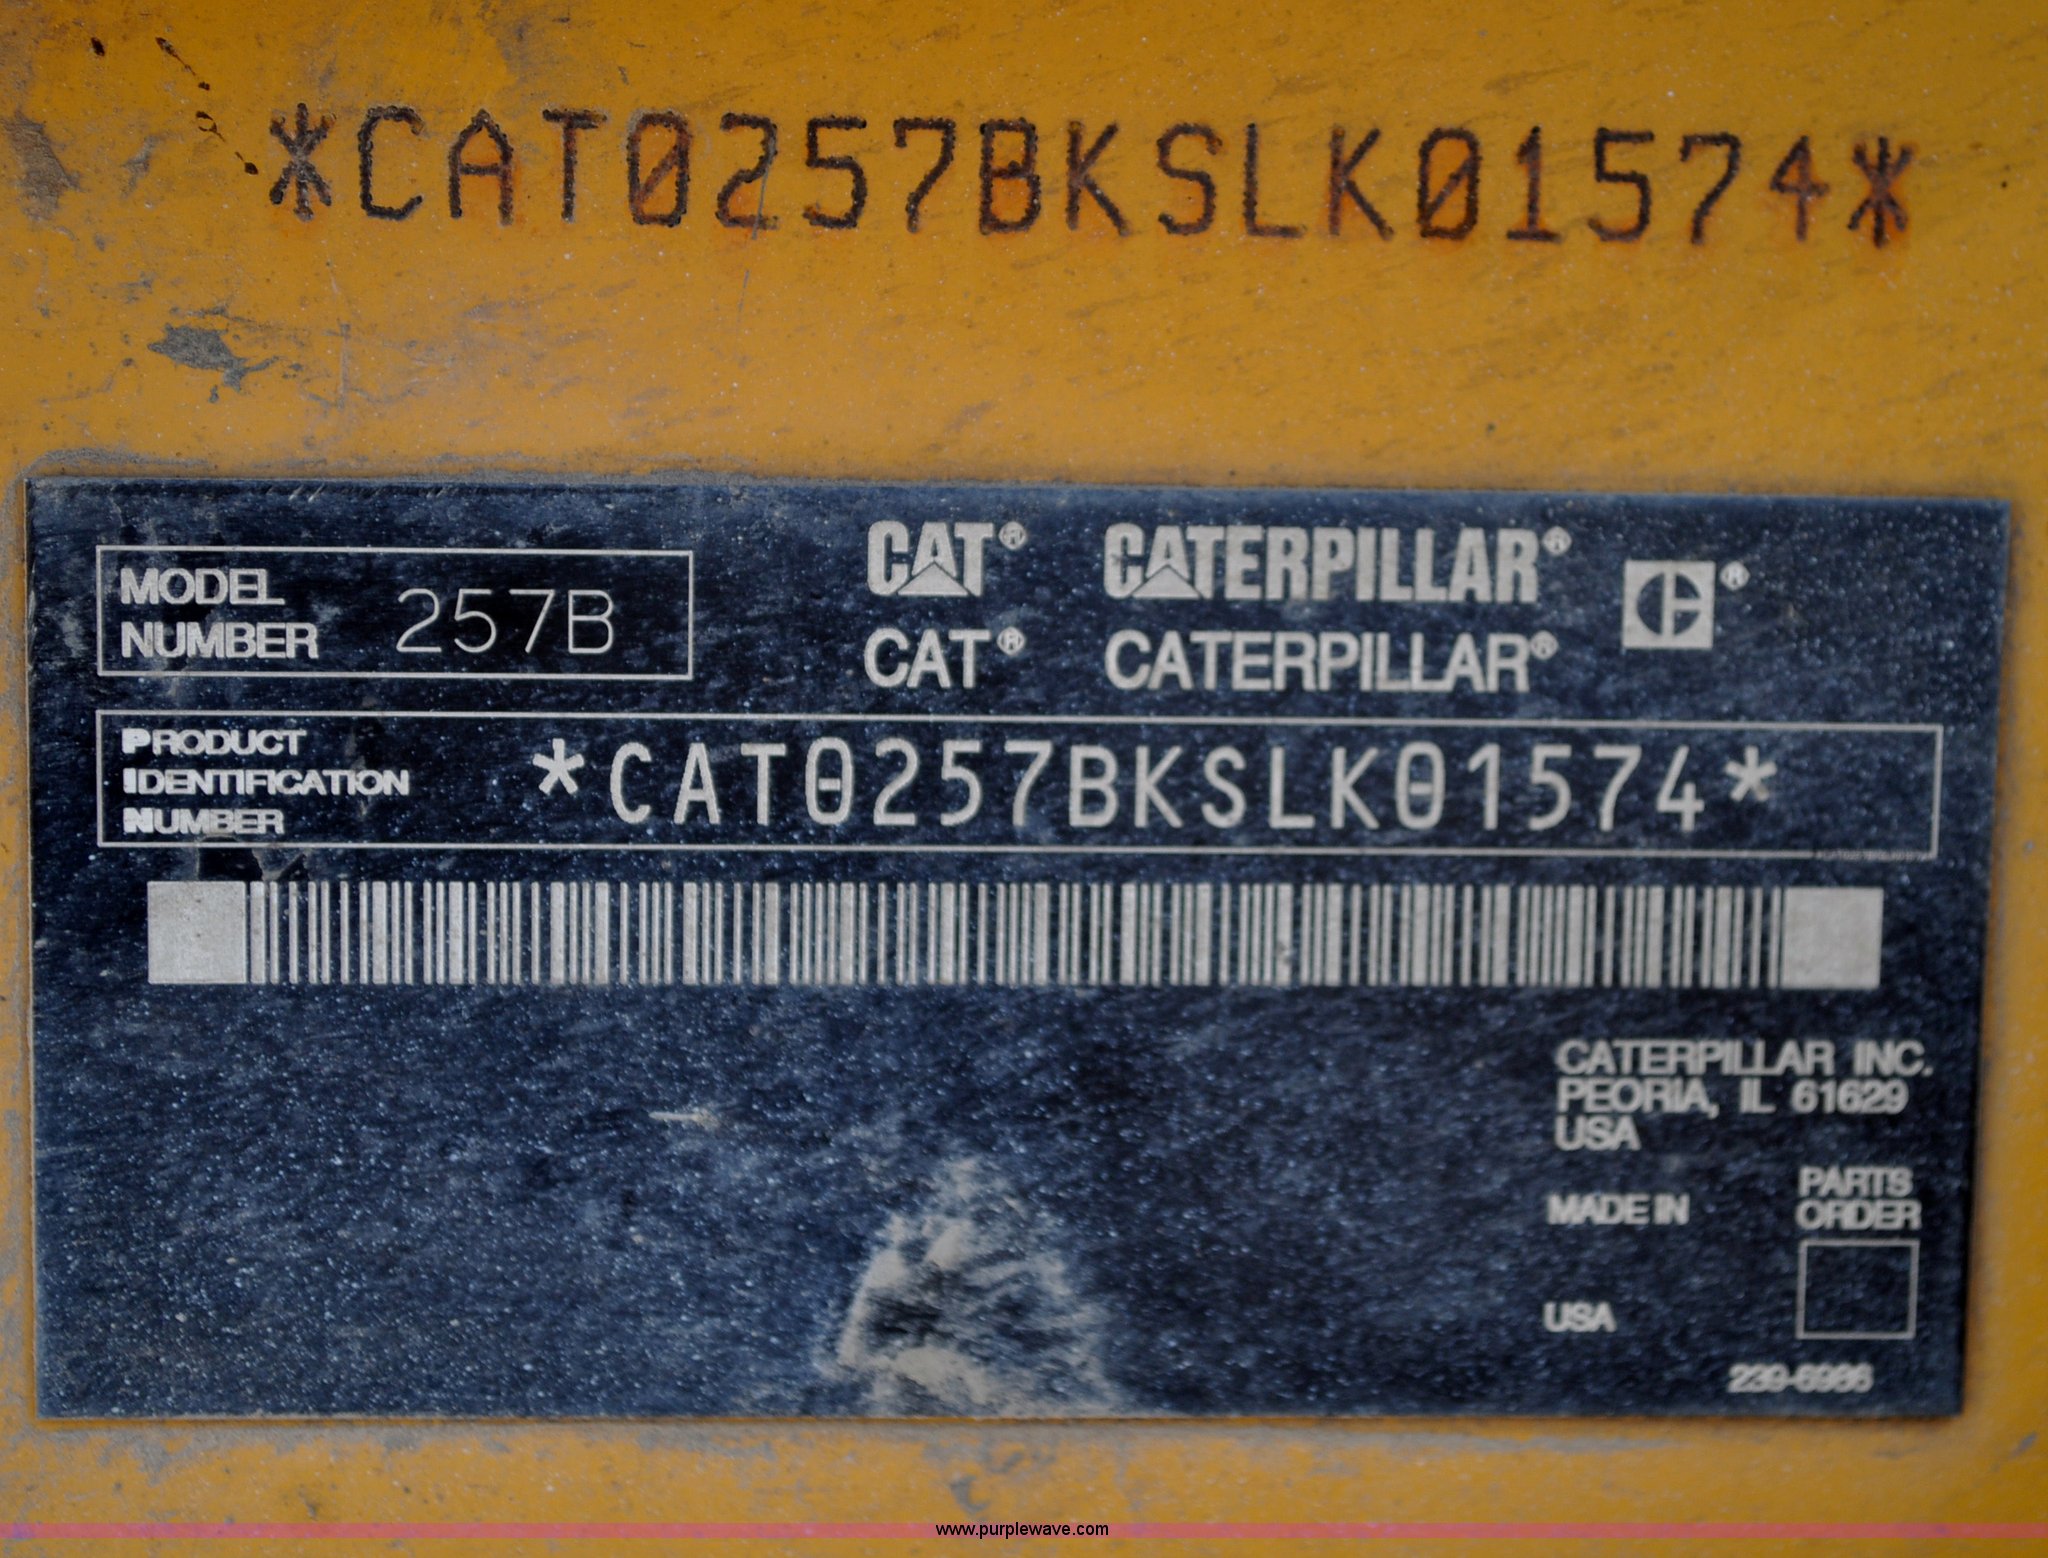 *CAT0257BKSLK01574*
CAT® CATERPILLAR®
MODEL
NUMBER 257B
CAT® CATERPILLAR®
PRODUCT
IDENTIFICATION
NUMBER
*CAT0257BKSLK01574*
CATERPILLAR INC.
PEORIA, IL 61629
USA
MADE IN
PARTS
ORDER
USA
239-5986
www.purplewave.com